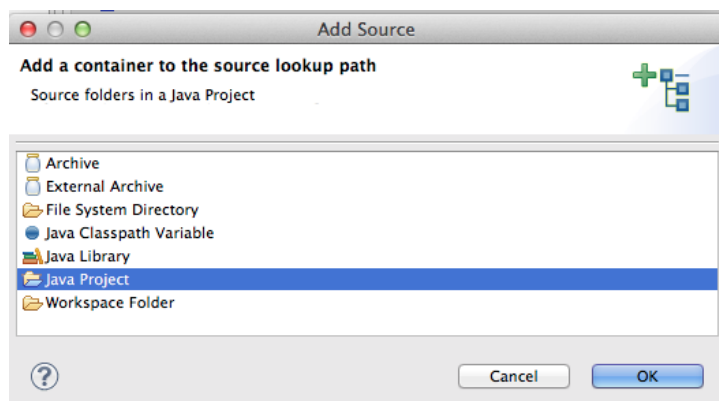 Add Source
Add a container to the source lookup path
Source folders in a Java Project
Archive
External Archive
File System Directory
Java Classpath Variable
Java Library
Java Project
Workspace Folder
?
Cancel
OK